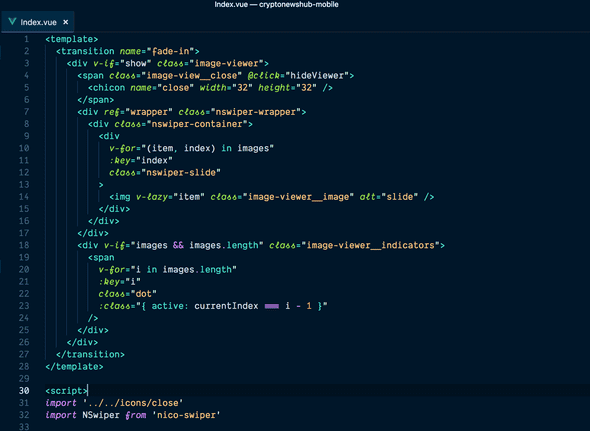 Index.vue — cryptonewshub-mobile
Index.vue ×
1 <template>
2 <transition name="fade-in">
3 <div v-if="show" class="image-viewer">
4 <span class="image-view__close" @click="hideViewer">
5 <chicon name="close" width="32" height="32" />
6 </span>
7 <div ref="wrapper" class="nswiper-wrapper">
8 <div class="nswiper-container">
9 <div
10 v-for="(item, index) in images"
11 :key="index"
12 class="nswiper-slide"
13 >
14 <img v-lazy="item" class="image-viewer__image" alt="slide" />
15 </div>
16 </div>
17 </div>
18 <div v-if="images && images.length" class="image-viewer__indicators">
19 <span
20 v-for="i in images.length"
21 :key="i"
22 class="dot"
23 :class="{ active: currentIndex === i - 1 }"
24 />
25 </div>
26 </div>
27 </transition>
28 </template>
29
30 <script>
31 import '../../icons/close'
32 import NSwiper from 'nico-swiper'
33